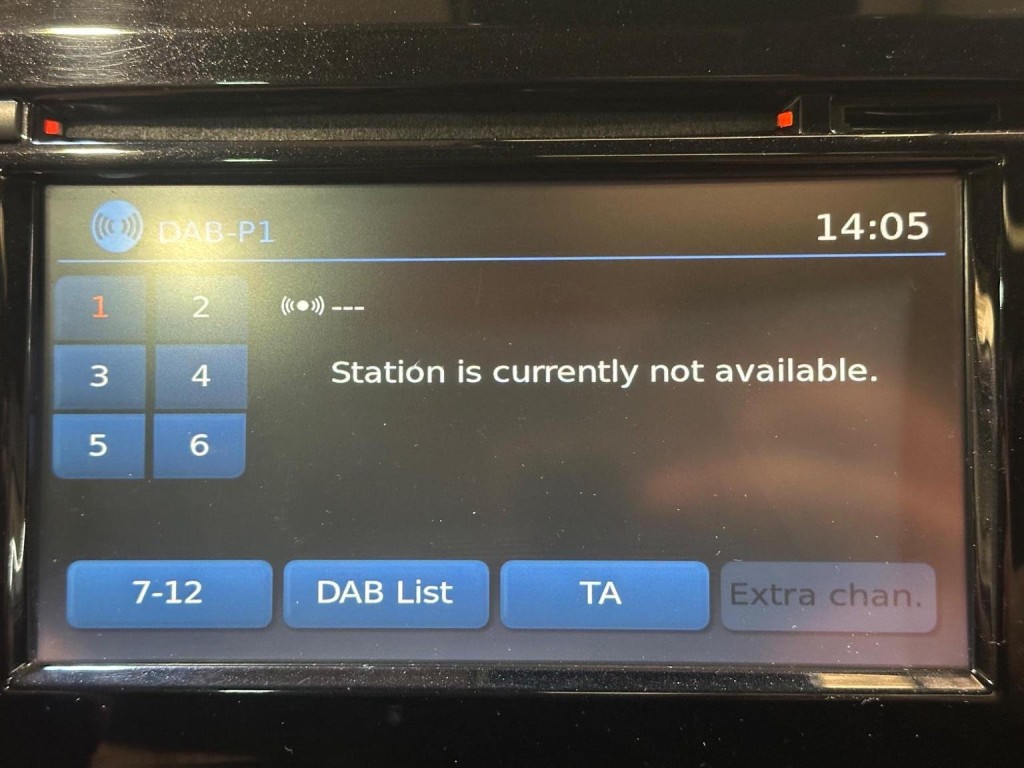 DAB-P1 14:05
1 2 ---
Station is currently not available.
3 4
5 6
7-12 DAB List TA Extra chan.